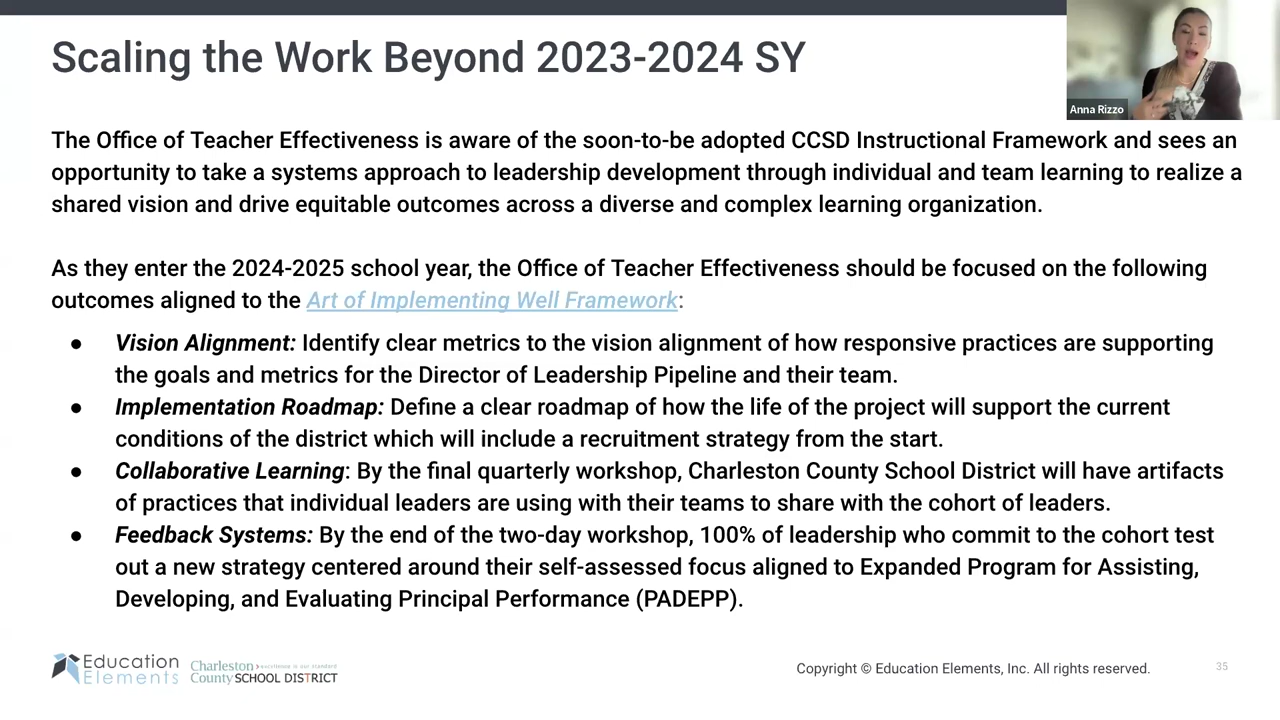 Scaling the Work Beyond 2023-2024 SY
Anna Rizzo
The Office of Teacher Effectiveness is aware of the soon-to-be adopted CCSD Instructional Framework and sees an
opportunity to take a systems approach to leadership development through individual and team learning to realize a
shared vision and drive equitable outcomes across a diverse and complex learning organization.
As they enter the 2024-2025 school year, the Office of Teacher Effectiveness should be focused on the following
outcomes aligned to the Art of Implementing Well Framework:
● Vision Alignment: Identify clear metrics to the vision alignment of how responsive practices are supporting
the goals and metrics for the Director of Leadership Pipeline and their team.
● Implementation Roadmap: Define a clear roadmap of how the life of the project will support the current
conditions of the district which will include a recruitment strategy from the start.
● Collaborative Learning: By the final quarterly workshop, Charleston County School District will have artifacts
of practices that individual leaders are using with their teams to share with the cohort of leaders.
● Feedback Systems: By the end of the two-day workshop, 100% of leadership who commit to the cohort test
out a new strategy centered around their self-assessed focus aligned to Expanded Program for Assisting,
Developing, and Evaluating Principal Performance (PADEPP).
Education
Elements
Charleston
County SCHOOL DISTRICT
Copyright © Education Elements, Inc. All rights reserved.
35